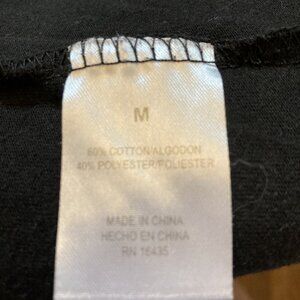 M
60% COTTON/ALGODON
40% POLYESTER/POLIESTER
MADE IN CHINA
HECHO EN CHINA
RN 16435